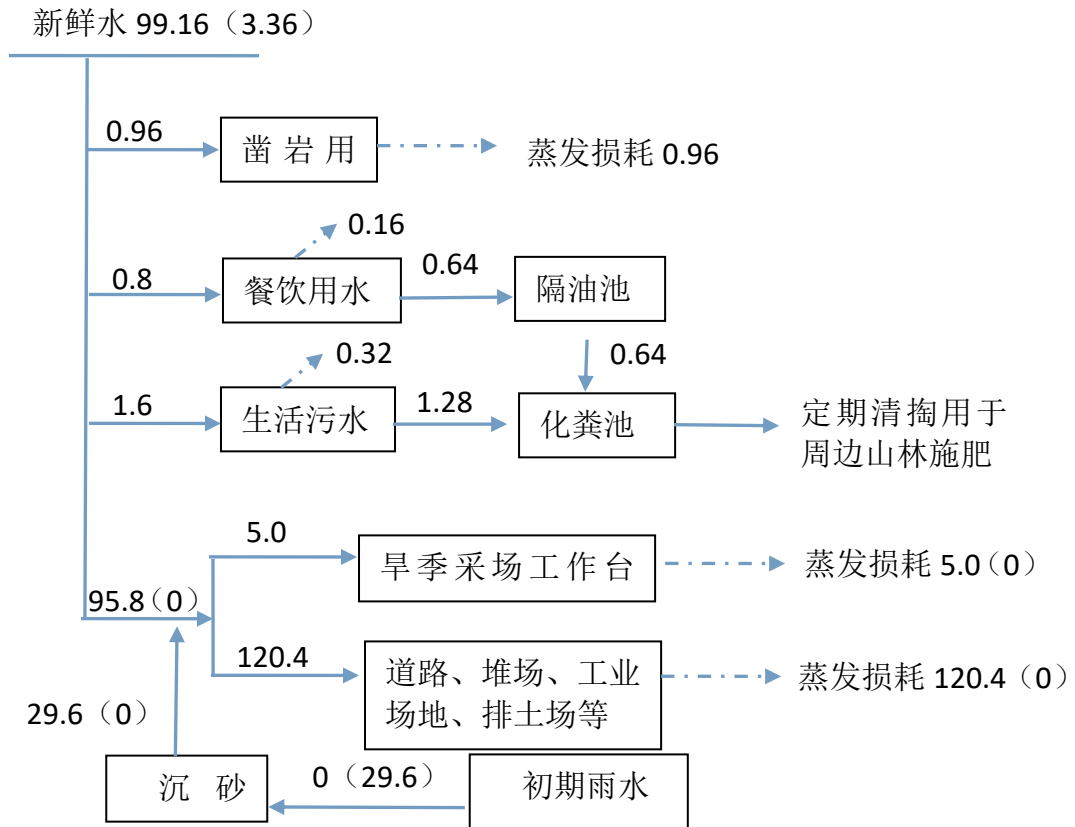 新鲜水 99.16（3.36）
0.96
凿岩用
蒸发损耗 0.96
0.16
0.8
餐饮用水
0.64
隔油池
0.32
0.64
1.6
生活污水
1.28
化粪池
定期清掏用于
周边山林施肥
5.0
旱季采场工作台
蒸发损耗 5.0（0）
95.8（0）
120.4
道路、堆场、工业
场地、排土场等
蒸发损耗 120.4（0）
29.6（0）
沉 砂
0（29.6）
初期雨水